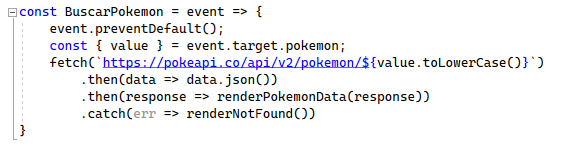 const BuscarPokemon = event => {
    event.preventDefault();
    const { value } = event.target.pokemon;
    fetch(`https://pokeapi.co/api/v2/pokemon/${value.toLowerCase()}`)
        .then(data => data.json())
        .then(response => renderPokemonData(response))
        .catch(err => renderNotFound())
}